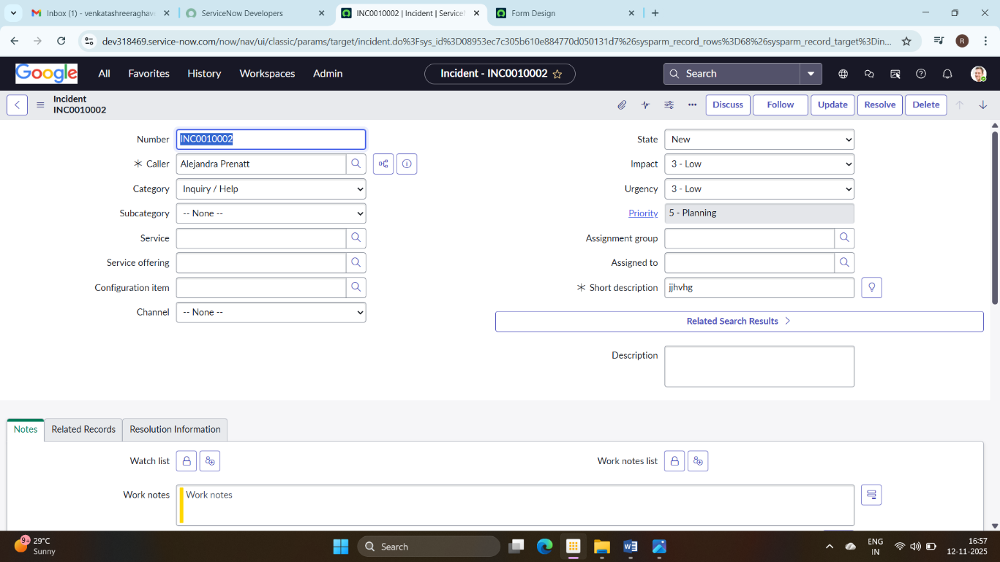 Inbox (1) - venkatashreeraghav
ServiceNow Developers
INC0010002 | Incident | ServiceN
Form Design
dev318469.service-now.com/now/nav/ui/classic/params/target/incident.do%3Fsys_id%3D08953ec7c305b610e884770d050131d7%26sysparm_record_rows%3D68%26sysparm_record_target%3Din...
R
Google
All
Favorites
History
Workspaces
Admin
Incident - INC0010002
Search
Incident
INC0010002
Discuss
Follow
Update
Resolve
Delete
Number
INC0010002
State
New
Caller
Alejandra Prenatt
Impact
3 - Low
Category
Inquiry / Help
Urgency
3 - Low
Subcategory
-- None --
Priority
5 - Planning
Service
Assignment group
Service offering
Assigned to
Configuration item
Short description
jjhvhg
Channel
-- None --
Related Search Results
Description
Notes
Related Records
Resolution Information
Watch list
Work notes list
Work notes
Work notes
9+
29°C
Sunny
Search
ENG
IN
16:57
12-11-2025